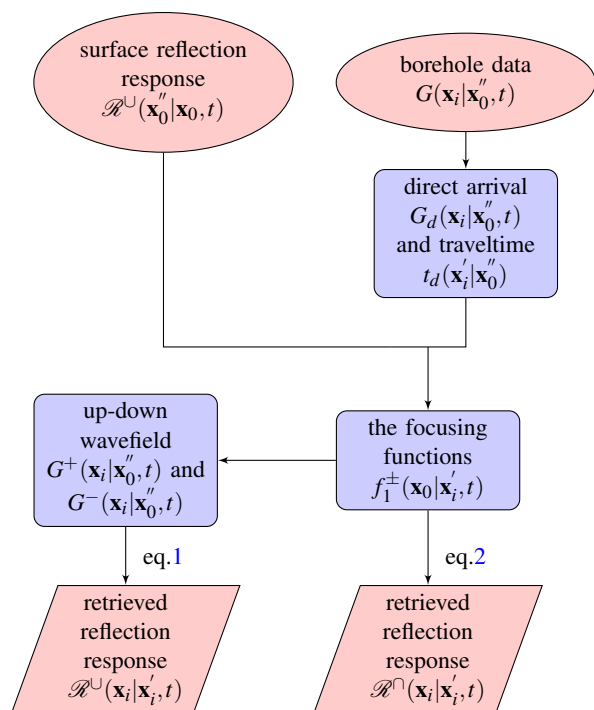 surface reflection
response
ℛ^∪(𝐱₀″|𝐱₀, t)
borehole data
G(𝐱ᵢ|𝐱₀″, t)
direct arrival
G_d(𝐱ᵢ|𝐱₀″, t)
and traveltime
t_d(𝐱ᵢ′|𝐱₀″)
up-down
wavefield
G⁺(𝐱ᵢ|𝐱₀″, t) and
G⁻(𝐱ᵢ|𝐱₀″, t)
the focusing
functions
f₁^±(𝐱₀|𝐱ᵢ′, t)
eq.1
eq.2
retrieved
reflection
response
ℛ^∪(𝐱ᵢ|𝐱ᵢ′, t)
retrieved
reflection
response
ℛ^∩(𝐱ᵢ|𝐱ᵢ′, t)